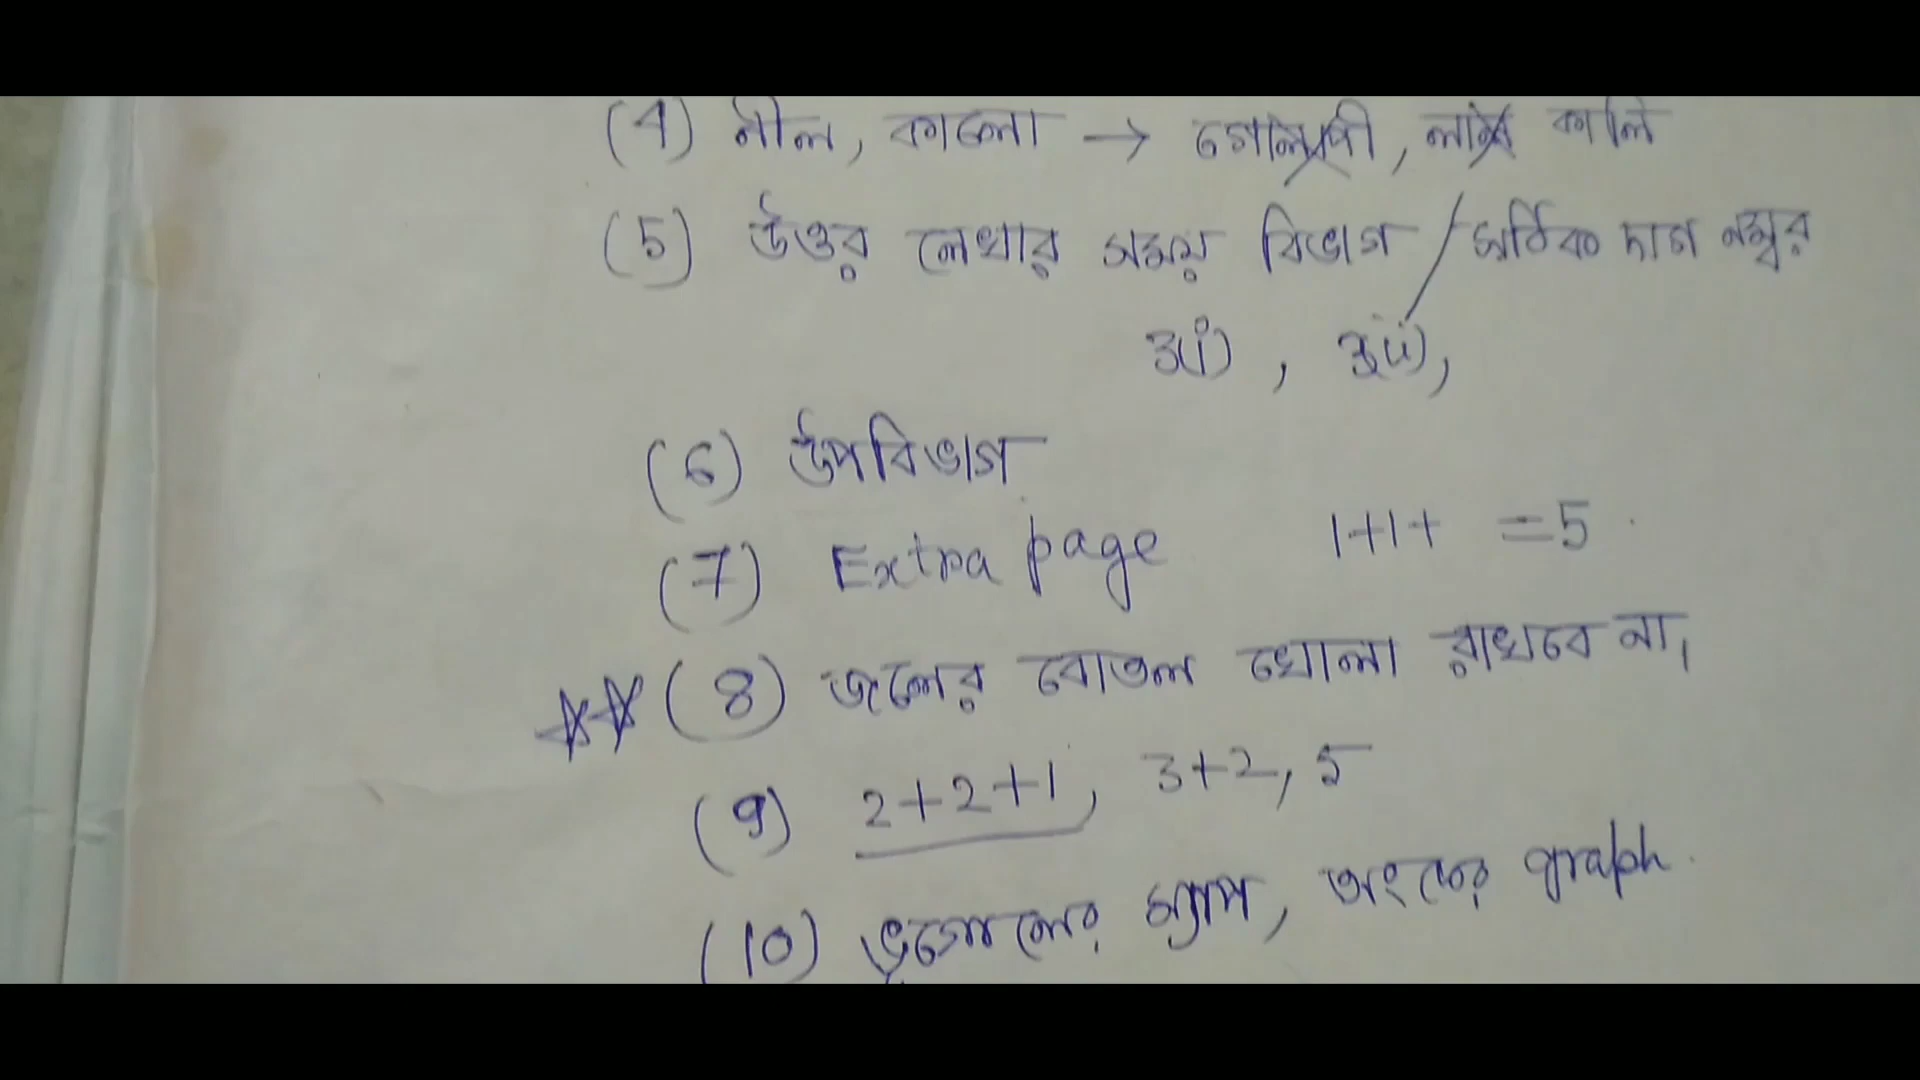 (4) নীল, কালো → গোলাপী, লাল কালি
(5) উত্তর লেখার সময় বিভাগ / সঠিক দাগ নম্বর
3(i), 3(ii),
(6) উপবিভাগ
(7) Extra page 1+1+ =5
☆☆ (8) জলের বোতল খোলা রাখবে না।
(9) 2+2+1, 3+2, 5
(10) ভূগোলের ম্যাপ, অংকের graph